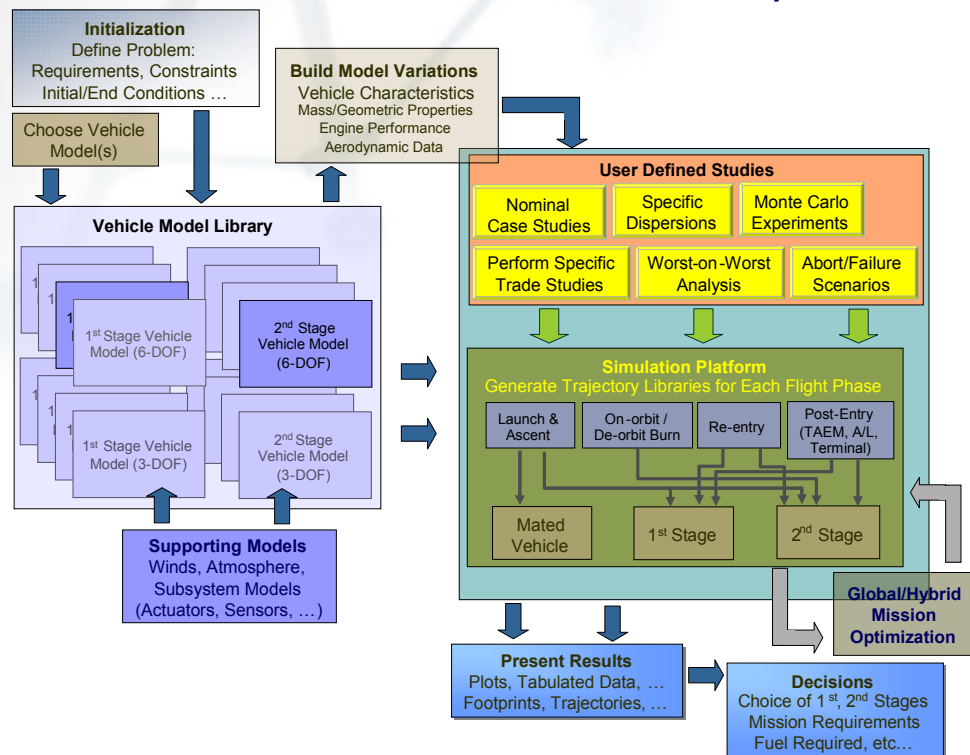 Initialization
Define Problem:
Requirements, Constraints
Initial/End Conditions …
Choose Vehicle
Model(s)
Build Model Variations
Vehicle Characteristics
Mass/Geometric Properties
Engine Performance
Aerodynamic Data
Vehicle Model Library
1st Stage Vehicle
Model (6-DOF)
2nd Stage
Vehicle Model
(6-DOF)
1st Stage Vehicle
Model (3-DOF)
2nd Stage
Vehicle Model
(3-DOF)
Supporting Models
Winds, Atmosphere,
Subsystem Models
(Actuators, Sensors, …)
User Defined Studies
Nominal
Case Studies
Specific
Dispersions
Monte Carlo
Experiments
Perform Specific
Trade Studies
Worst-on-Worst
Analysis
Abort/Failure
Scenarios
Simulation Platform
Generate Trajectory Libraries for Each Flight Phase
Launch &
Ascent
On-orbit /
De-orbit Burn
Re-entry
Post-Entry
(TAEM, A/L,
Terminal)
Mated
Vehicle
1st Stage
2nd Stage
Global/Hybrid
Mission
Optimization
Present Results
Plots, Tabulated Data, …
Footprints, Trajectories, …
Decisions
Choice of 1st, 2nd Stages
Mission Requirements
Fuel Required, etc…